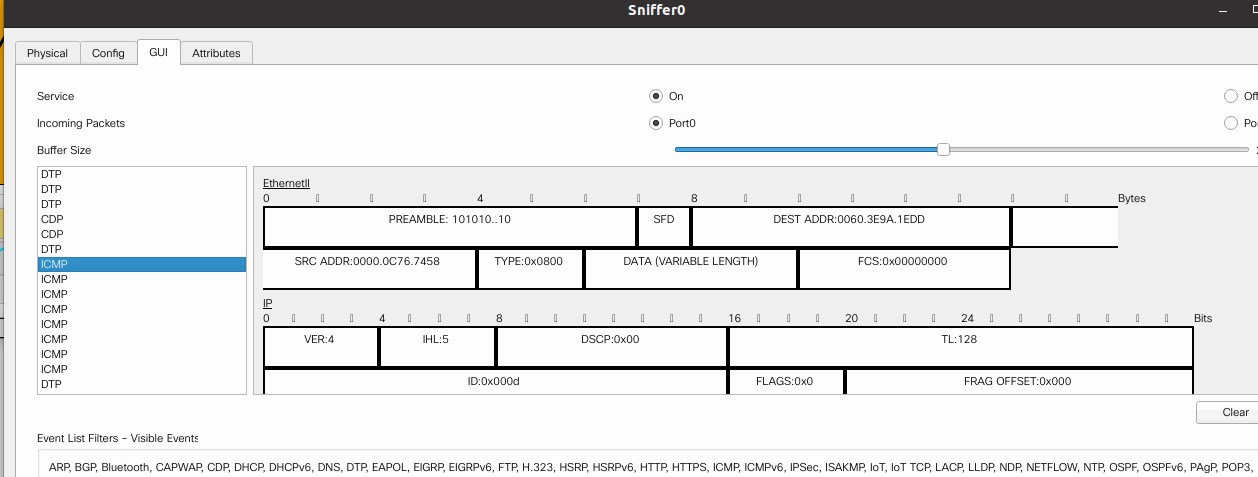 Sniffer0
Physical Config GUI Attributes
Service On Off
Incoming Packets Port0
Buffer Size
DTP
DTP
DTP
CDP
CDP
DTP
ICMP
ICMP
ICMP
ICMP
ICMP
ICMP
ICMP
ICMP
DTP
EthernetII
0 4 8 Bytes
PREAMBLE: 101010..10 SFD DEST ADDR:0060.3E9A.1EDD
SRC ADDR:0000.0C76.7458 TYPE:0x0800 DATA (VARIABLE LENGTH) FCS:0x00000000
IP
0 4 8 16 20 24 Bits
VER:4 IHL:5 DSCP:0x00 TL:128
ID:0x000d FLAGS:0x0 FRAG OFFSET:0x000
Clear
Event List Filters - Visible Events
ARP, BGP, Bluetooth, CAPWAP, CDP, DHCP, DHCPv6, DNS, DTP, EAPOL, EIGRP, EIGRPv6, FTP, H.323, HSRP, HSRPv6, HTTP, HTTPS, ICMP, ICMPv6, IPSec, ISAKMP, IoT, IoT TCP, LACP, LLDP, NDP, NETFLOW, NTP, OSPF, OSPFv6, PAgP, POP3,